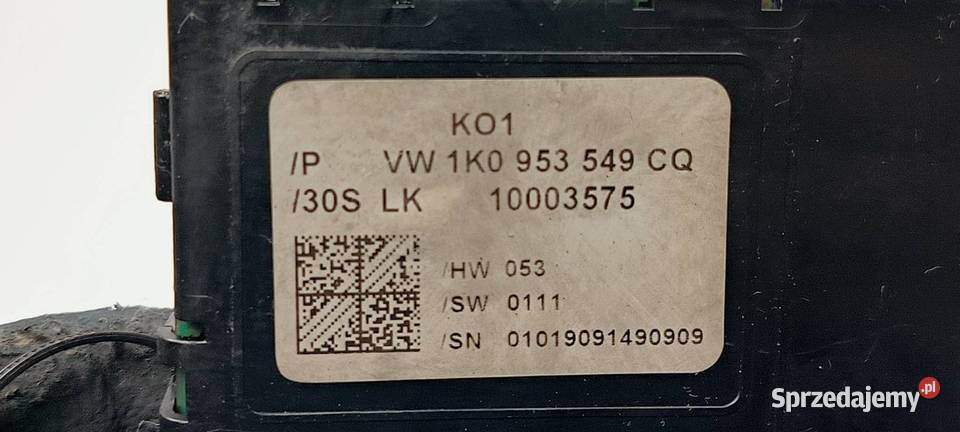 KO1
/P VW 1K0 953 549 CQ
/30S LK 10003575
/HW 053
/SW 0111
/SN 01019091490909
Sprzedajemy.pl